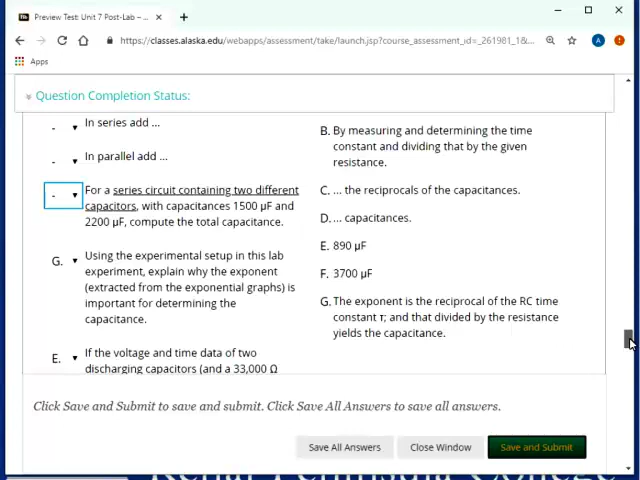 Preview Test: Unit 7 Post-Lab – ...
https://classes.alaska.edu/webapps/assessment/take/launch.jsp?course_assessment_id=_261981_1&...
A
Apps
Question Completion Status:
- In series add ...
- In parallel add ...
- For a series circuit containing two different
capacitors, with capacitances 1500 µF and
2200 µF, compute the total capacitance.
G. Using the experimental setup in this lab
experiment, explain why the exponent
(extracted from the exponential graphs) is
important for determining the
capacitance.
E. If the voltage and time data of two
discharging capacitors (and a 33,000 Ω
B. By measuring and determining the time
constant and dividing that by the given
resistance.
C. ... the reciprocals of the capacitances.
D. ... capacitances.
E. 890 µF
F. 3700 µF
G. The exponent is the reciprocal of the RC time
constant τ; and that divided by the resistance
yields the capacitance.
Click Save and Submit to save and submit. Click Save All Answers to save all answers.
Save All Answers
Close Window
Save and Submit
Kenai Peninsula College